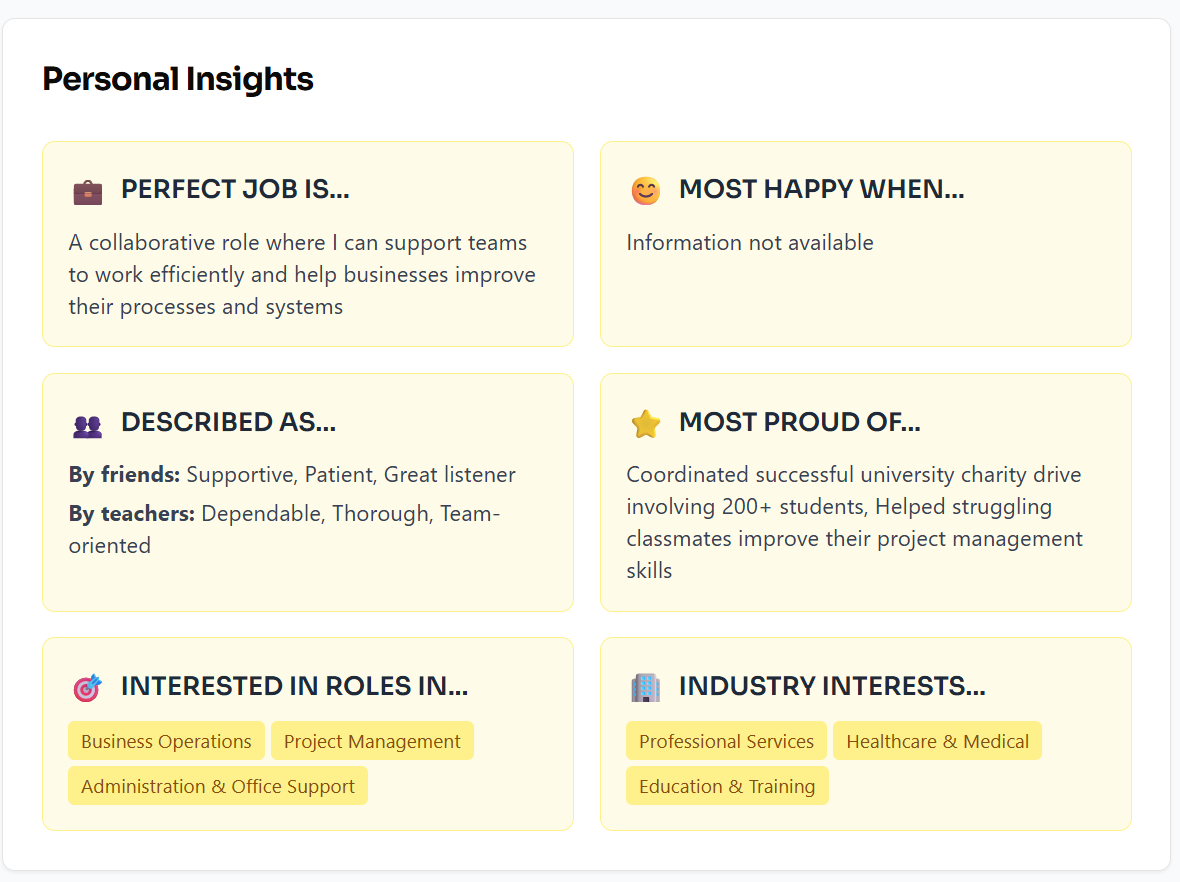 Personal Insights
PERFECT JOB IS...
A collaborative role where I can support teams
to work efficiently and help businesses improve
their processes and systems
MOST HAPPY WHEN...
Information not available
DESCRIBED AS...
By friends: Supportive, Patient, Great listener
By teachers: Dependable, Thorough, Team-
oriented
MOST PROUD OF...
Coordinated successful university charity drive
involving 200+ students, Helped struggling
classmates improve their project management
skills
INTERESTED IN ROLES IN...
Business Operations
Project Management
Administration & Office Support
INDUSTRY INTERESTS...
Professional Services
Healthcare & Medical
Education & Training